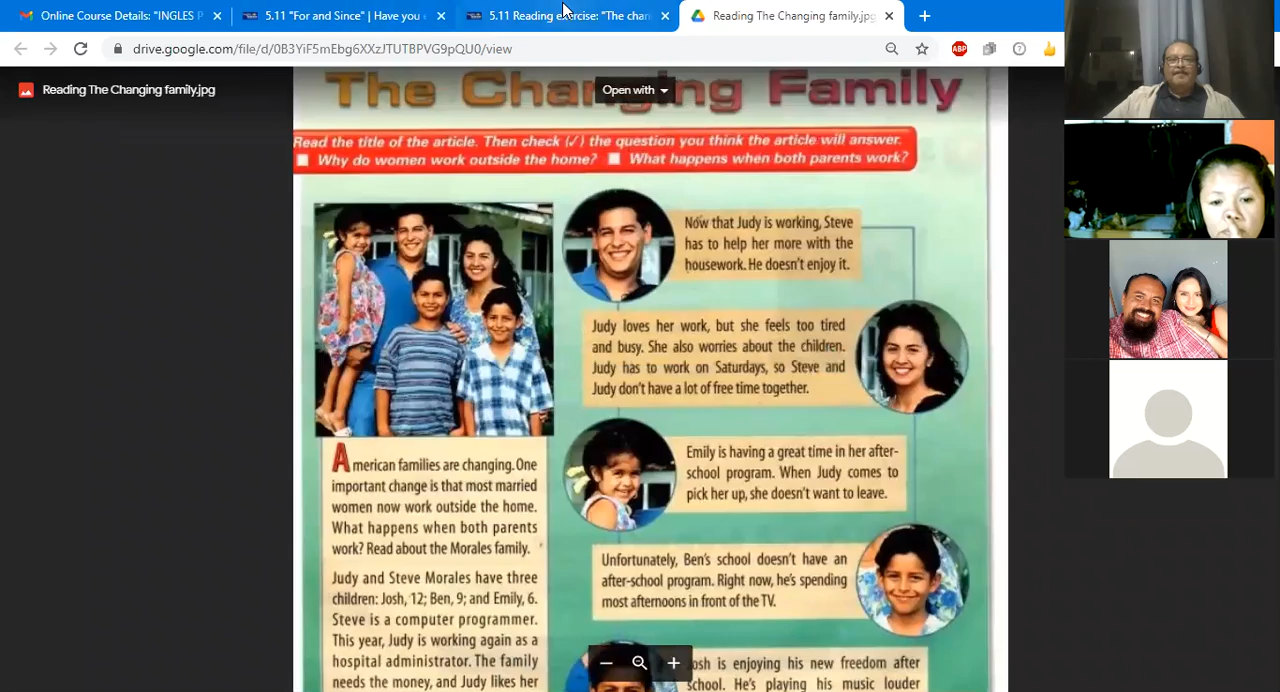 Online Course Details: "INGLES P
5.11 "For and Since" | Have you
5.11 Reading exercise: "The chan
Reading The Changing family.jpg
drive.google.com/file/d/0B3YiF5mEbg6XXzJTUTBPVG9pQU0/view
ABP
Reading The Changing family.jpg
Open with
The Changing Family
Read the title of the article. Then check (✓) the question you think the article will answer.
Why do women work outside the home? What happens when both parents work?
Now that Judy is working, Steve
has to help her more with the
housework. He doesn't enjoy it.
Judy loves her work, but she feels too tired
and busy. She also worries about the children.
Judy has to work on Saturdays, so Steve and
Judy don't have a lot of free time together.
Emily is having a great time in her after-
school program. When Judy comes to
pick her up, she doesn't want to leave.
Unfortunately, Ben's school doesn't have an
after-school program. Right now, he's spending
most afternoons in front of the TV.
osh is enjoying his new freedom after
school. He's playing his music louder
American families are changing. One
important change is that most married
women now work outside the home.
What happens when both parents
work? Read about the Morales family.
Judy and Steve Morales have three
children: Josh, 12; Ben, 9; and Emily, 6.
Steve is a computer programmer.
This year, Judy is working again as a
hospital administrator. The family
needs the money, and Judy likes her